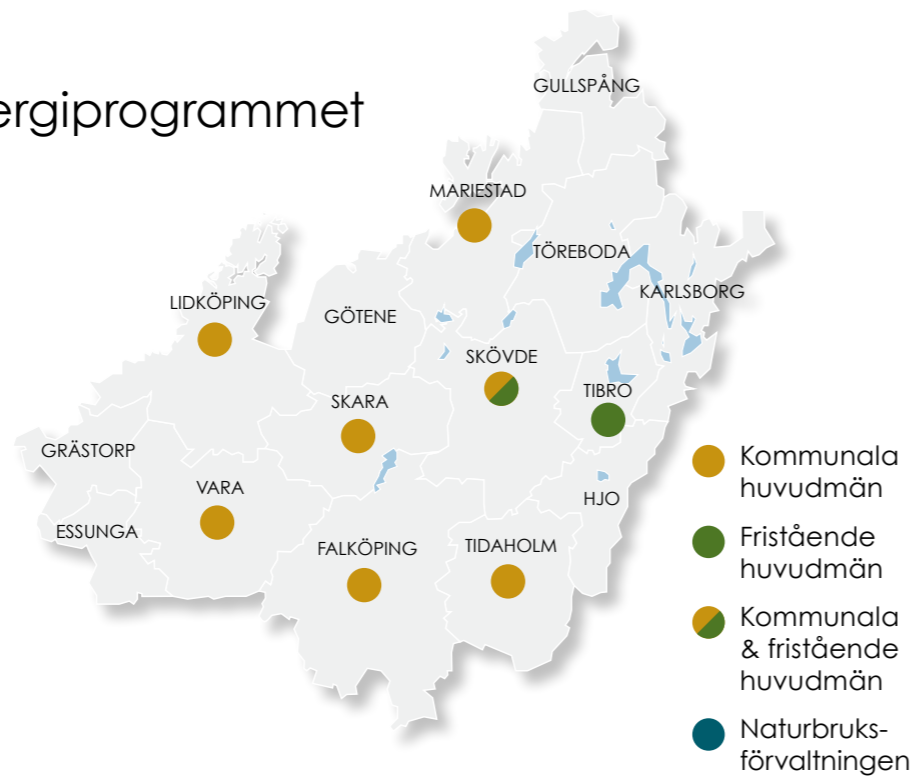 ergiprogrammet
GULLSPÅNG
MARIESTAD
TÖREBODA
KARLSBORG
LIDKÖPING
GÖTENE
SKÖVDE
TIBRO
SKARA
GRÄSTORP
VARA
HJO
ESSUNGA
FALKÖPING
TIDAHOLM
Kommunala
huvudmän
Fristående
huvudmän
Kommunala
& fristående
huvudmän
Naturbruks-
förvaltningen